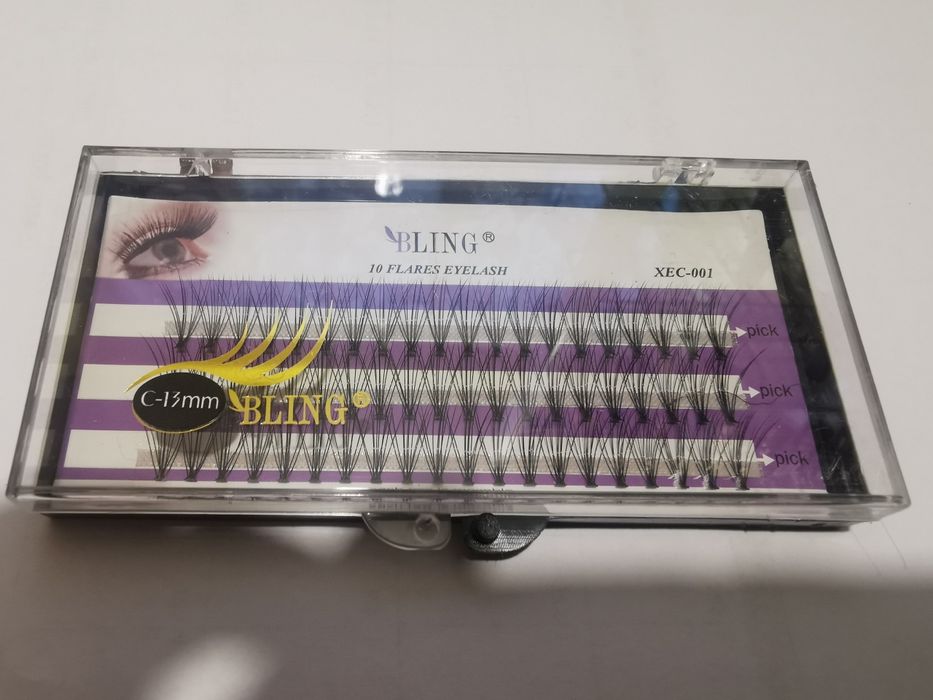 BLING®
10 FLARES EYELASH
XEC-001
pick
pick
C-13mm
BLING®
pick